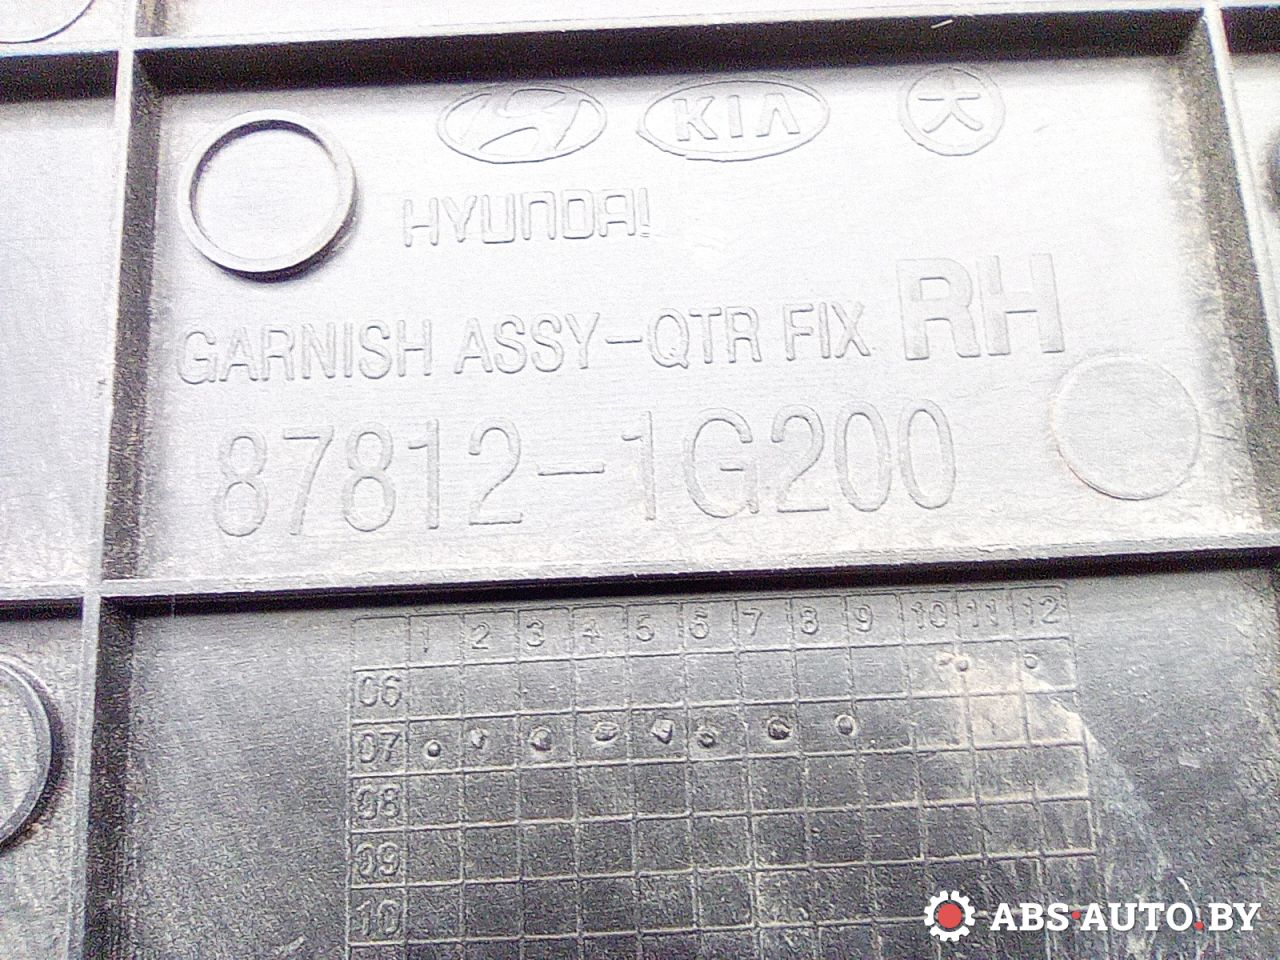 KIA 大
HYUNDAI
GARNISH ASSY-QTR FIX RH
87812-1G200
1 2 3 4 5 6 7 8 9 10 11 12
06
07
08
09
10
ABS·AUTO.BY